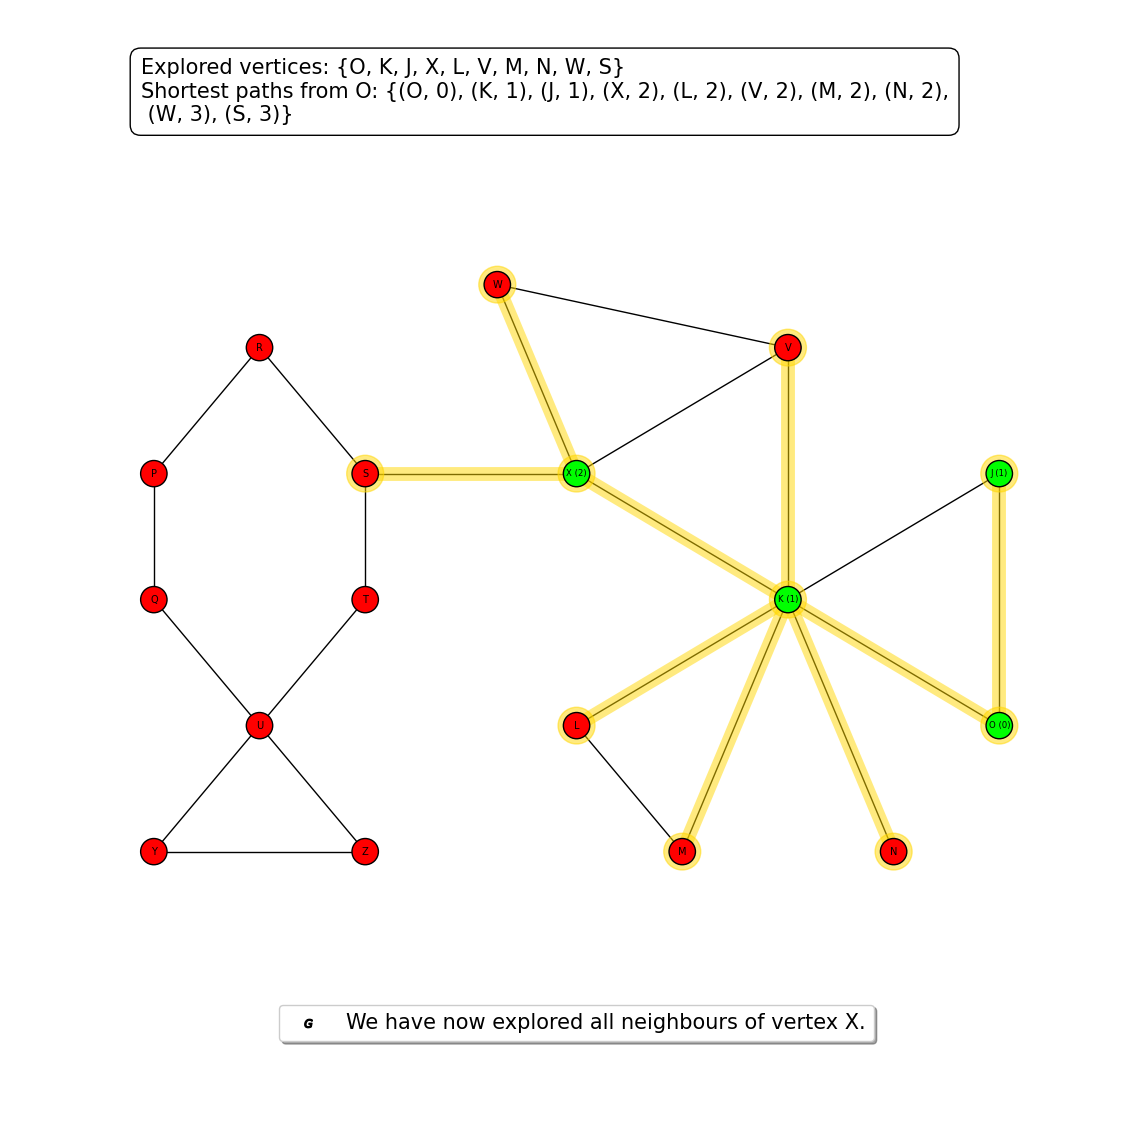 Explored vertices: {O, K, J, X, L, V, M, N, W, S}
Shortest paths from O: {(O, 0), (K, 1), (J, 1), (X, 2), (L, 2), (V, 2), (M, 2), (N, 2),
(W, 3), (S, 3)}
W
R
V
P
S
X (2)
J (1)
Q
T
K (1)
U
L
O (0)
Y
Z
M
N
G We have now explored all neighbours of vertex X.